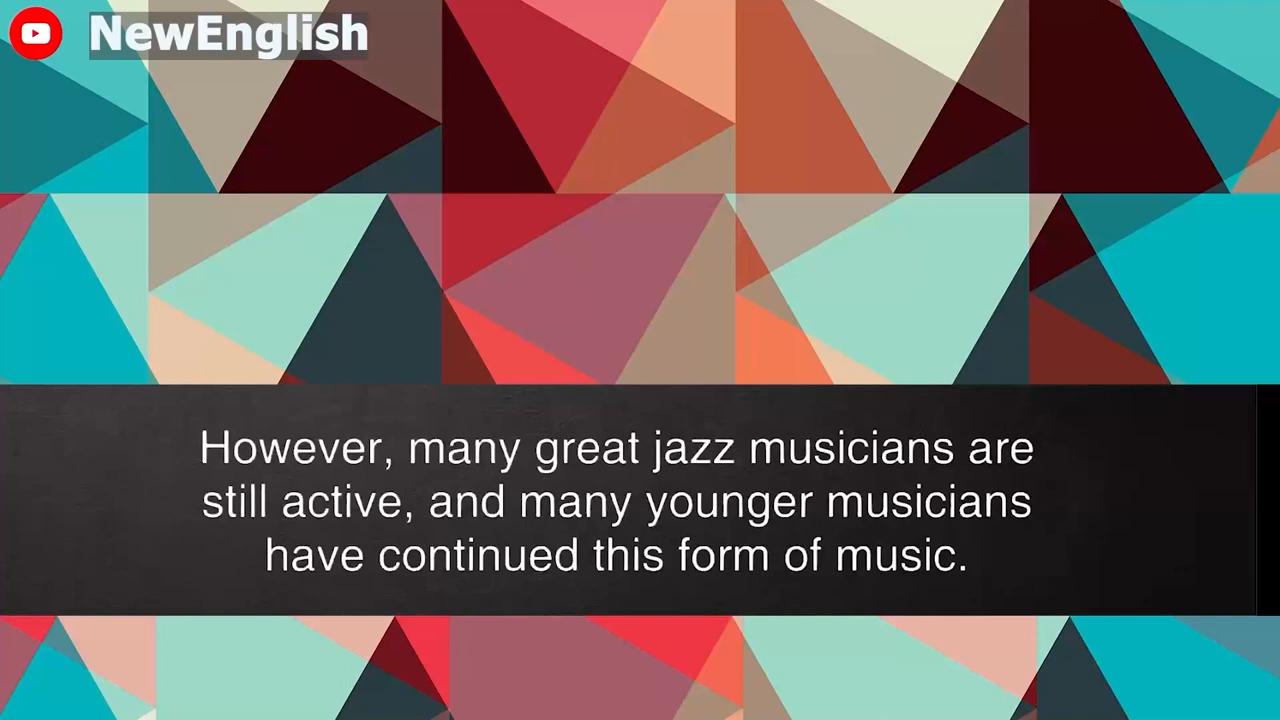 NewEnglish
However, many great jazz musicians are
still active, and many younger musicians
have continued this form of music.